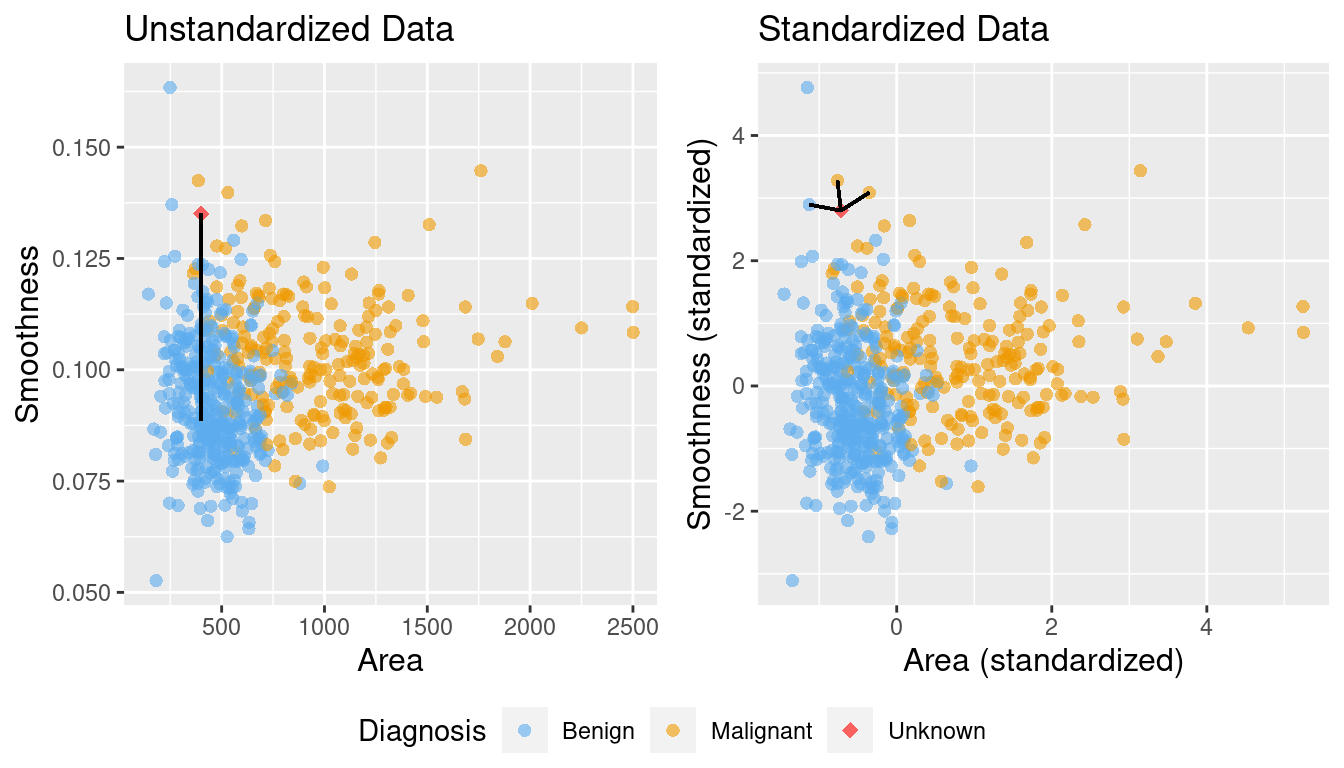 Unstandardized Data
Smoothness
0.150
0.125
0.100
0.075
0.050
500 1000 1500 2000 2500
Area
Standardized Data
Smoothness (standardized)
4
2
0
-2
0 2 4
Area (standardized)
Diagnosis Benign Malignant Unknown